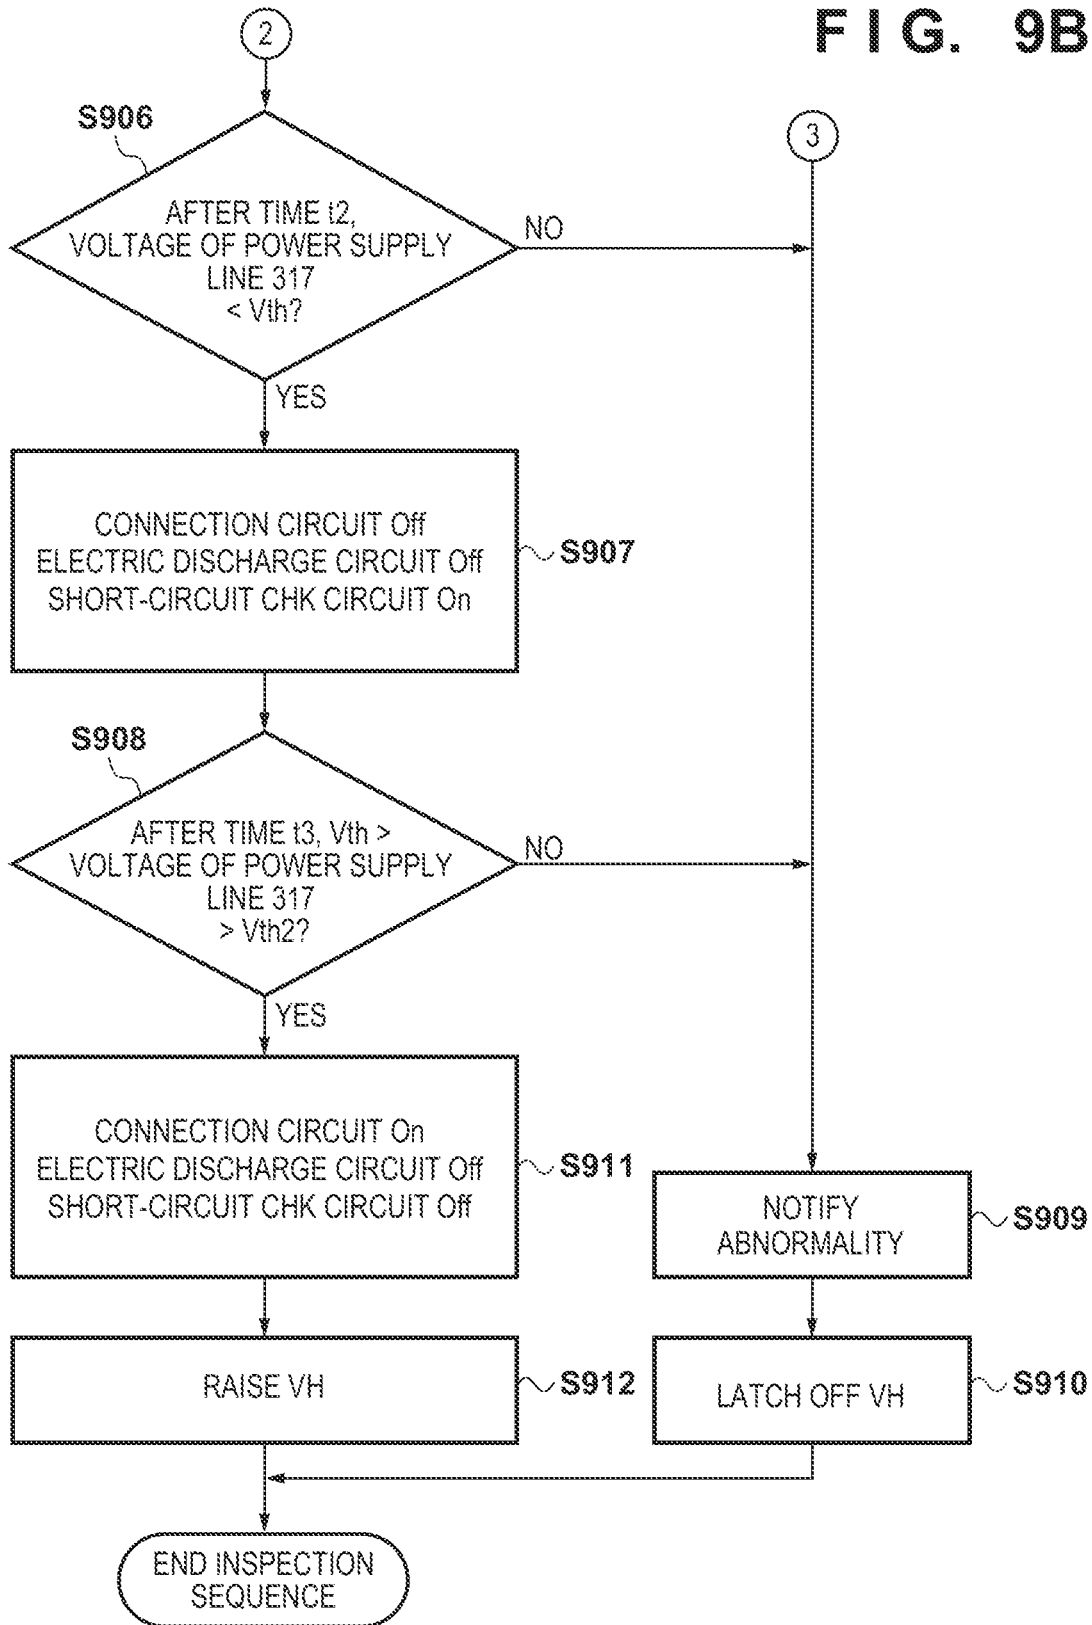 FIG. 9B
2
S906
3
AFTER TIME t2,
VOLTAGE OF POWER SUPPLY
LINE 317
< Vth?
NO
YES
CONNECTION CIRCUIT Off
ELECTRIC DISCHARGE CIRCUIT Off
SHORT-CIRCUIT CHK CIRCUIT On
S907
S908
AFTER TIME t3, Vth >
VOLTAGE OF POWER SUPPLY
LINE 317
> Vth2?
NO
YES
CONNECTION CIRCUIT On
ELECTRIC DISCHARGE CIRCUIT Off
SHORT-CIRCUIT CHK CIRCUIT Off
S911
NOTIFY
ABNORMALITY
S909
RAISE VH
S912
LATCH OFF VH
S910
END INSPECTION
SEQUENCE